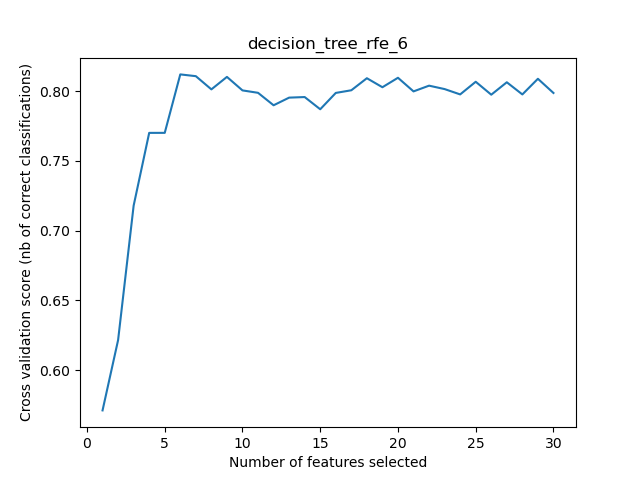 decision_tree_rfe_6
Cross validation score (nb of correct classifications)
0.80
0.75
0.70
0.65
0.60
0 5 10 15 20 25 30
Number of features selected